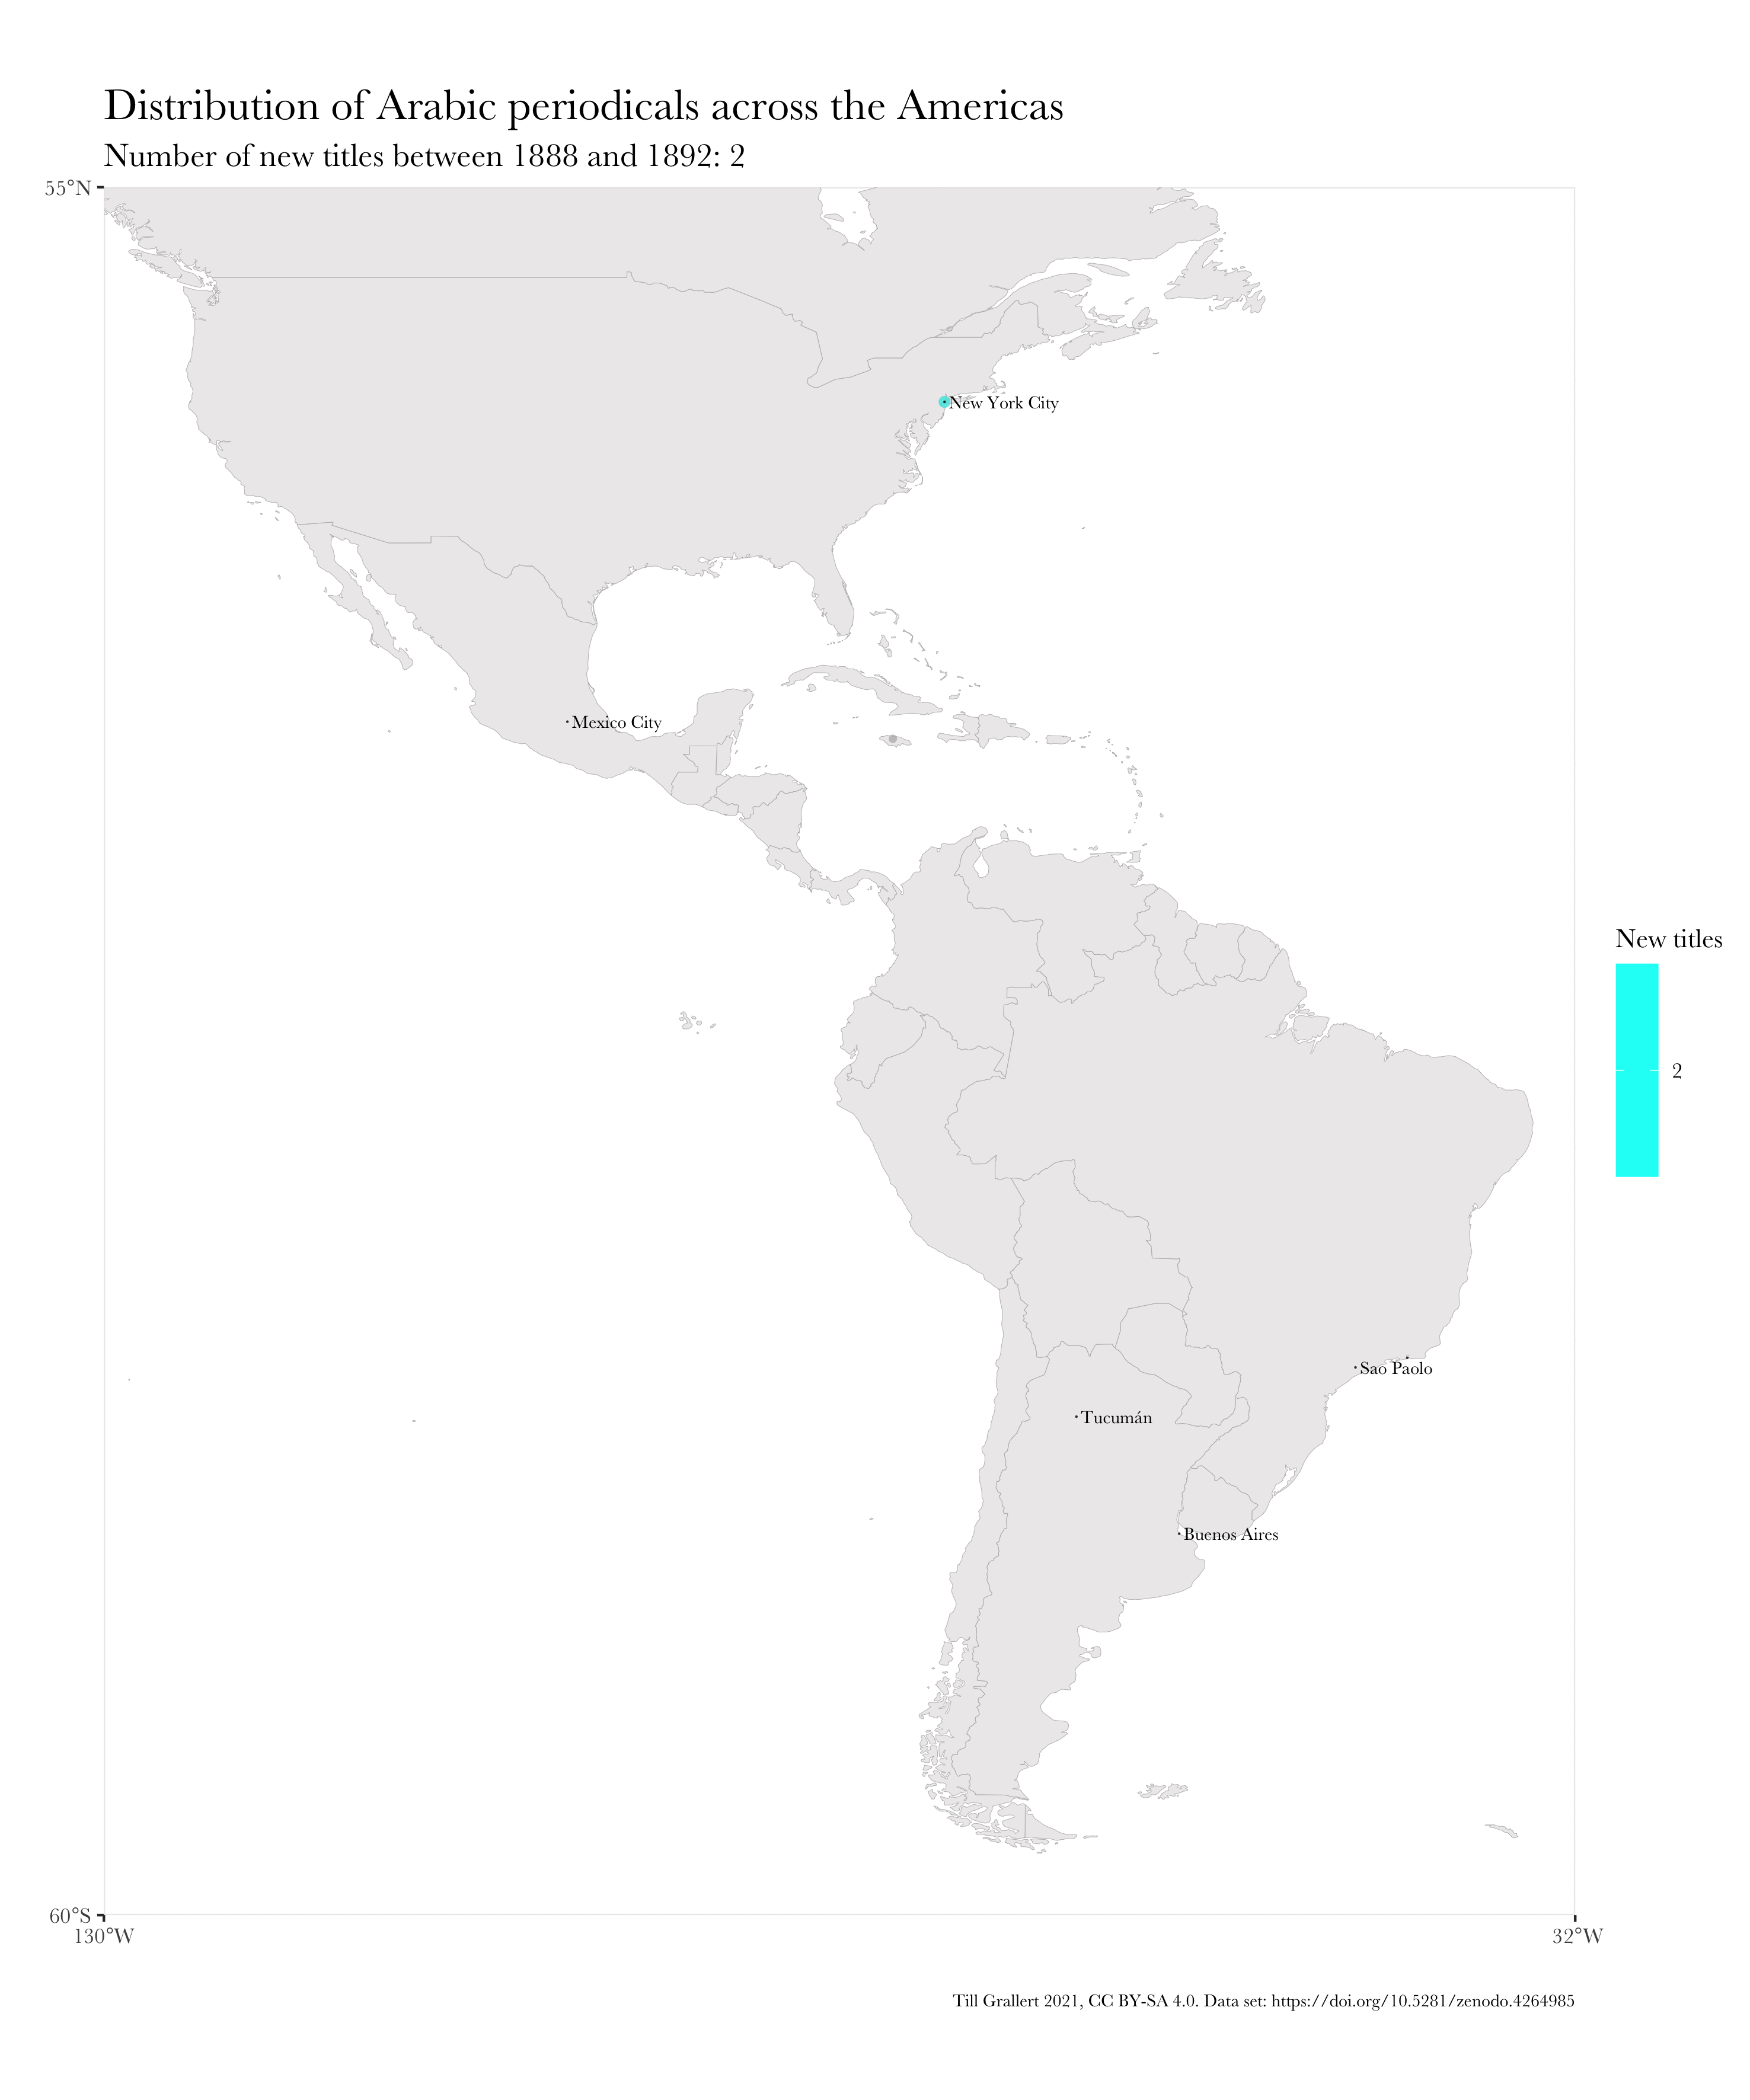 Distribution of Arabic periodicals across the Americas
Number of new titles between 1888 and 1892: 2
55°N
New York City
Mexico City
New titles
2
Sao Paolo
Tucumán
Buenos Aires
60°S
130°W
32°W
Till Grallert 2021, CC BY-SA 4.0. Data set: https://doi.org/10.5281/zenodo.4264985